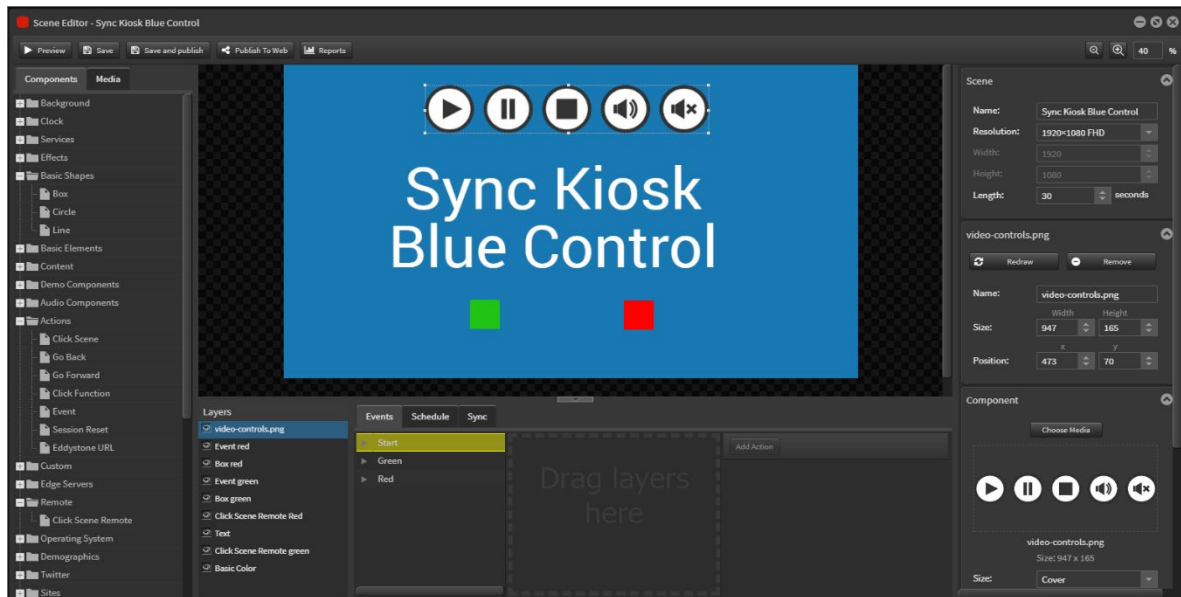 Scene Editor - Sync Kiosk Blue Control
Preview Save Save and publish Publish To Web Reports 40 %
Components Media
Background
Clock
Services
Effects
Basic Shapes
Box
Circle
Line
Basic Elements
Content
Demo Components
Audio Components
Actions
Click Scene
Go Back
Go Forward
Click Function
Event
Session Reset
Eddystone URL
Custom
Edge Servers
Remote
Click Scene Remote
Operating System
Demographics
Twitter
Sites
Sync Kiosk
Blue Control
Layers
video-controls.png
Event red
Box red
Event green
Box green
Click Scene Remote Red
Text
Click Scene Remote green
Basic Color
Events Schedule Sync
Start
Green
Red
Drag layers
here
Add Action
Scene
Name: Sync Kiosk Blue Control
Resolution: 1920×1080 FHD
Width: 1920
Height: 1080
Length: 30 seconds
video-controls.png
Redraw Remove
Name: video-controls.png
Width Height
Size: 947 165
x y
Position: 473 70
Component
Choose Media
video-controls.png
Size: 947 x 165
Size: Cover